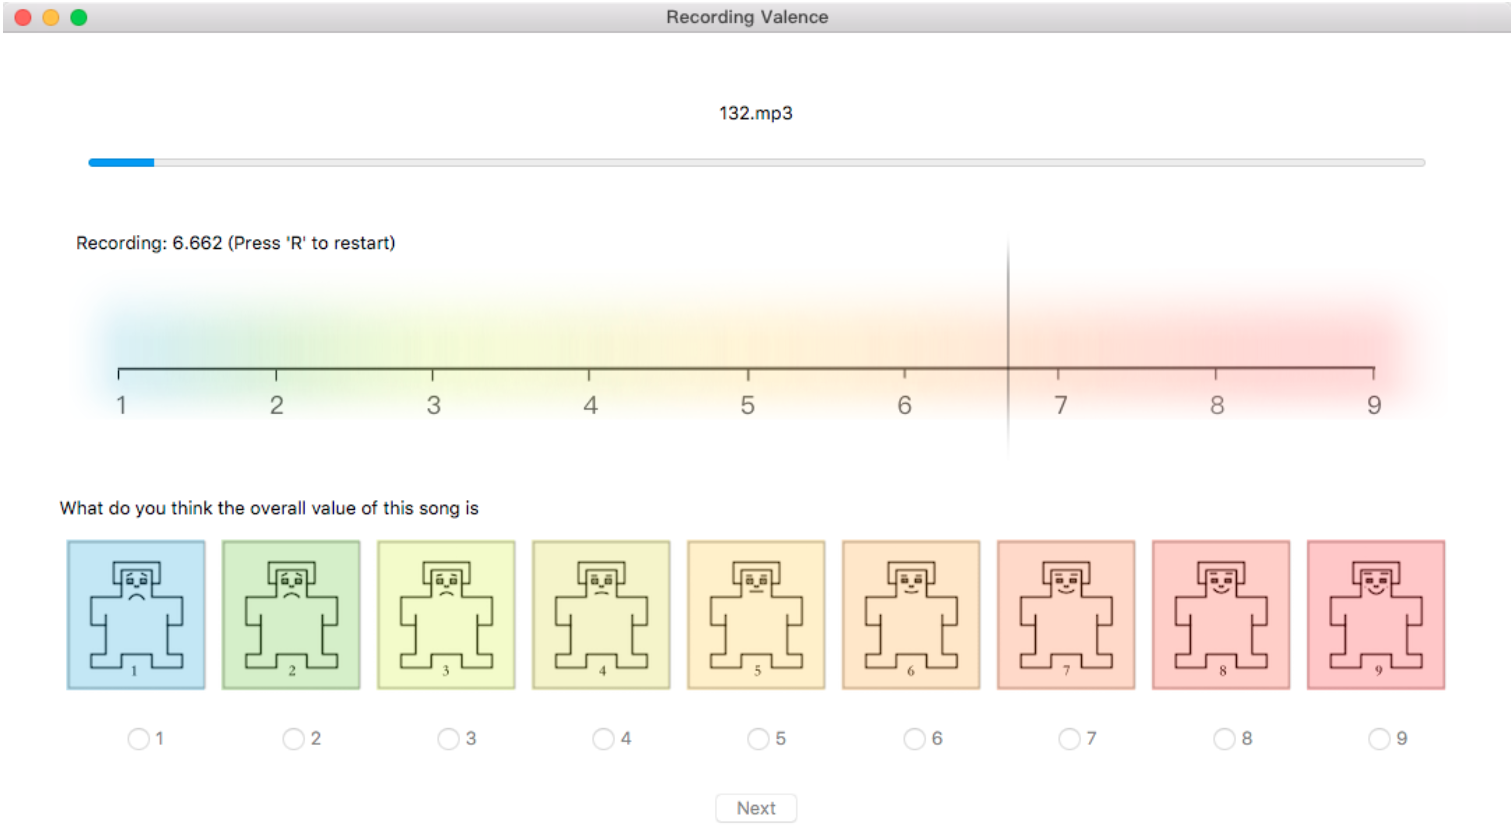 Recording Valence
132.mp3
Recording: 6.662 (Press 'R' to restart)
1 2 3 4 5 6 7 8 9
What do you think the overall value of this song is
1 2 3 4 5 6 7 8 9
1 2 3 4 5 6 7 8 9
Next